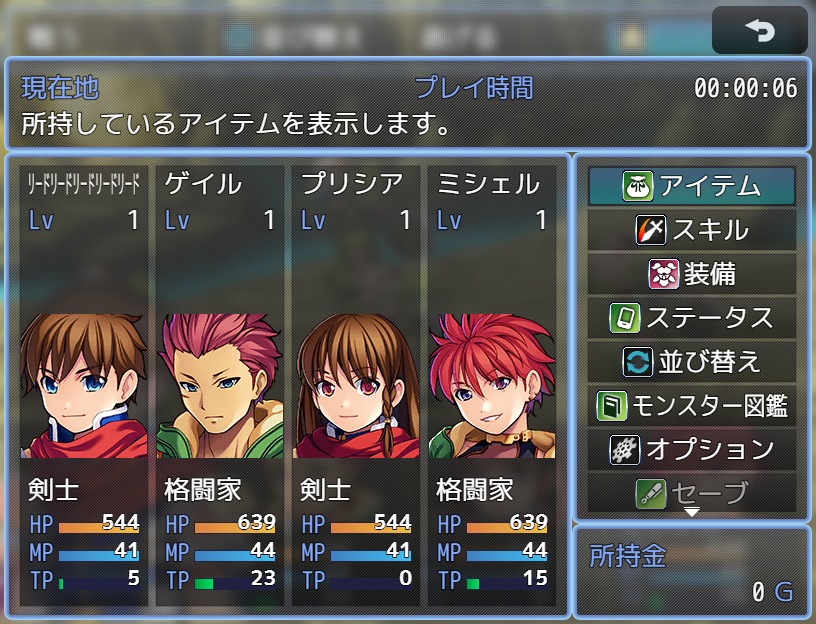 現在地 プレイ時間 00:00:06
所持しているアイテムを表示します。
リードリードリードリードリード ゲイル プリシア ミシェル
Lv 1 Lv 1 Lv 1 Lv 1
剣士 格闘家 剣士 格闘家
HP 544 HP 639 HP 544 HP 639
MP 41 MP 44 MP 41 MP 44
TP 5 TP 23 TP 0 TP 15
アイテム
スキル
装備
ステータス
並び替え
モンスター図鑑
オプション
セーブ
所持金
0 G